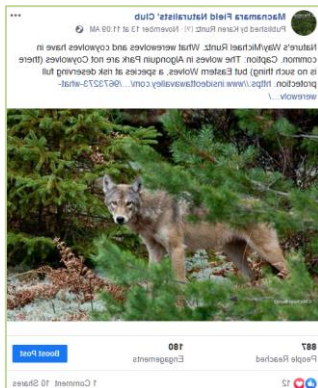 Macnamara Field Naturalists' Club
Published by Karen Runtz · November 13 at 11:09 AM ·
Nature's Way/Michael Runtz. What werewolves and coywolves have in
common. Caption: The wolves in Algonquin Park are not Coywolves (there
is no such thing) but Eastern Wolves, a species at risk deserving full
protection. https://www.insideottawavalley.com/.../9673273-what-
werewolv.../
887
People Reached
180
Engagements
Boost Post
12
1 Comment 10 Shares